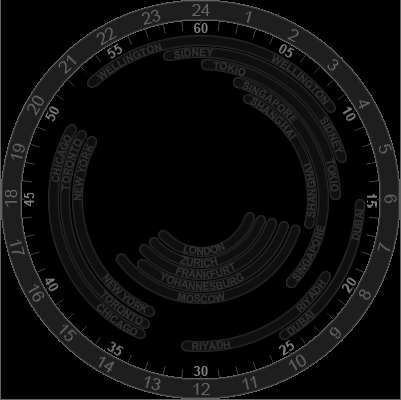 24
1
2
3
4
5
6
7
8
9
10
11
12
13
14
15
16
17
18
19
20
21
22
23
60
05
10
15
20
25
30
35
40
45
50
55
WELLINGTON
WELLINGTON
SiDNEY
SiDNEY
TOKIO
TOKIO
SINGAPORE
SINGAPORE
SHANGHAI
SHANGHAI
DUBAI
DUBAI
RIYADH
RIYADH
CHICAGO
TORONTO
NEW YORK
NEW YORK
TORONTO
CHICAGO
LONDON
ZURICH
FRANKFURT
YOHANNESBURG
MOSCOW